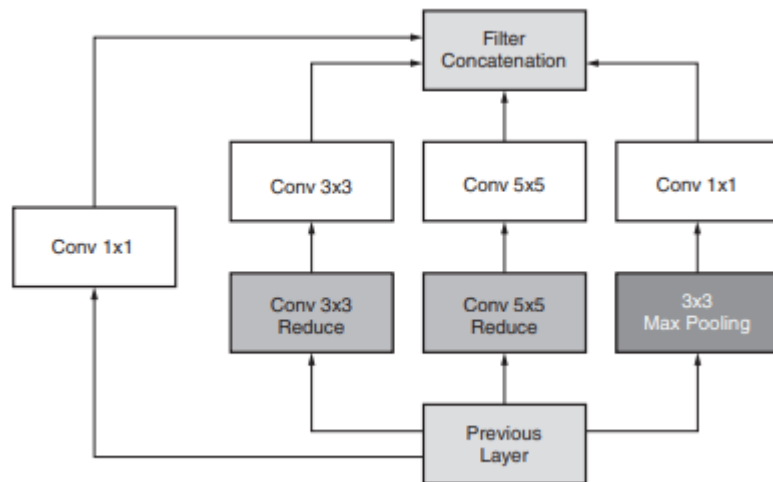 Filter
Concatenation
Conv 3x3
Conv 5x5
Conv 1x1
Conv 1x1
Conv 3x3
Reduce
Conv 5x5
Reduce
3x3
Max Pooling
Previous
Layer